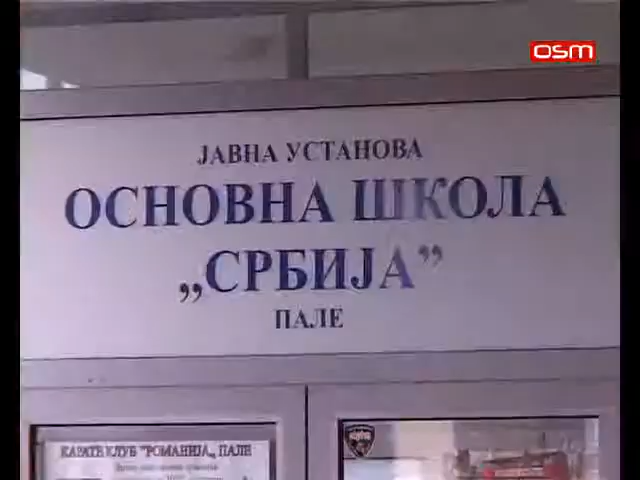 osm
ЈАВНА УСТАНОВА
ОСНОВНА ШКОЛА
„СРБИЈА”
ПАЛЕ
КАРАТЕ КЛУБ "РОМАНИЈА„ ПАЛЕ